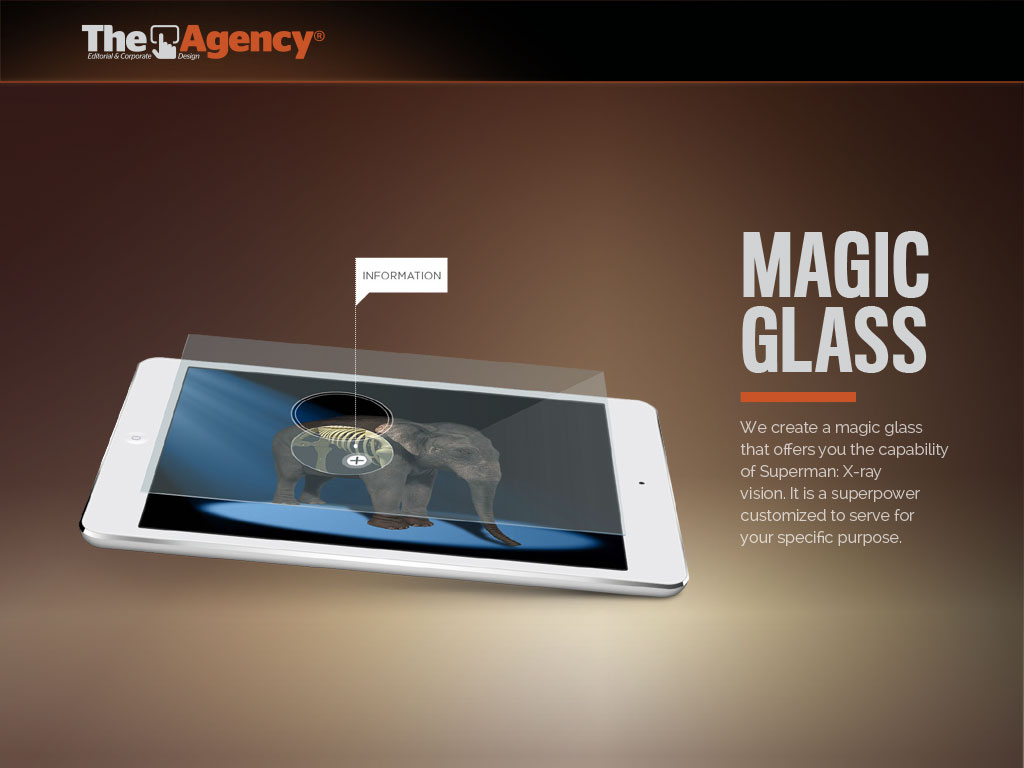 The Agency®
Editorial & Corporate Design
INFORMATION
MAGIC
GLASS
We create a magic glass
that offers you the capability
of Superman: X-ray
vision. It is a superpower
customized to serve for
your specific purpose.